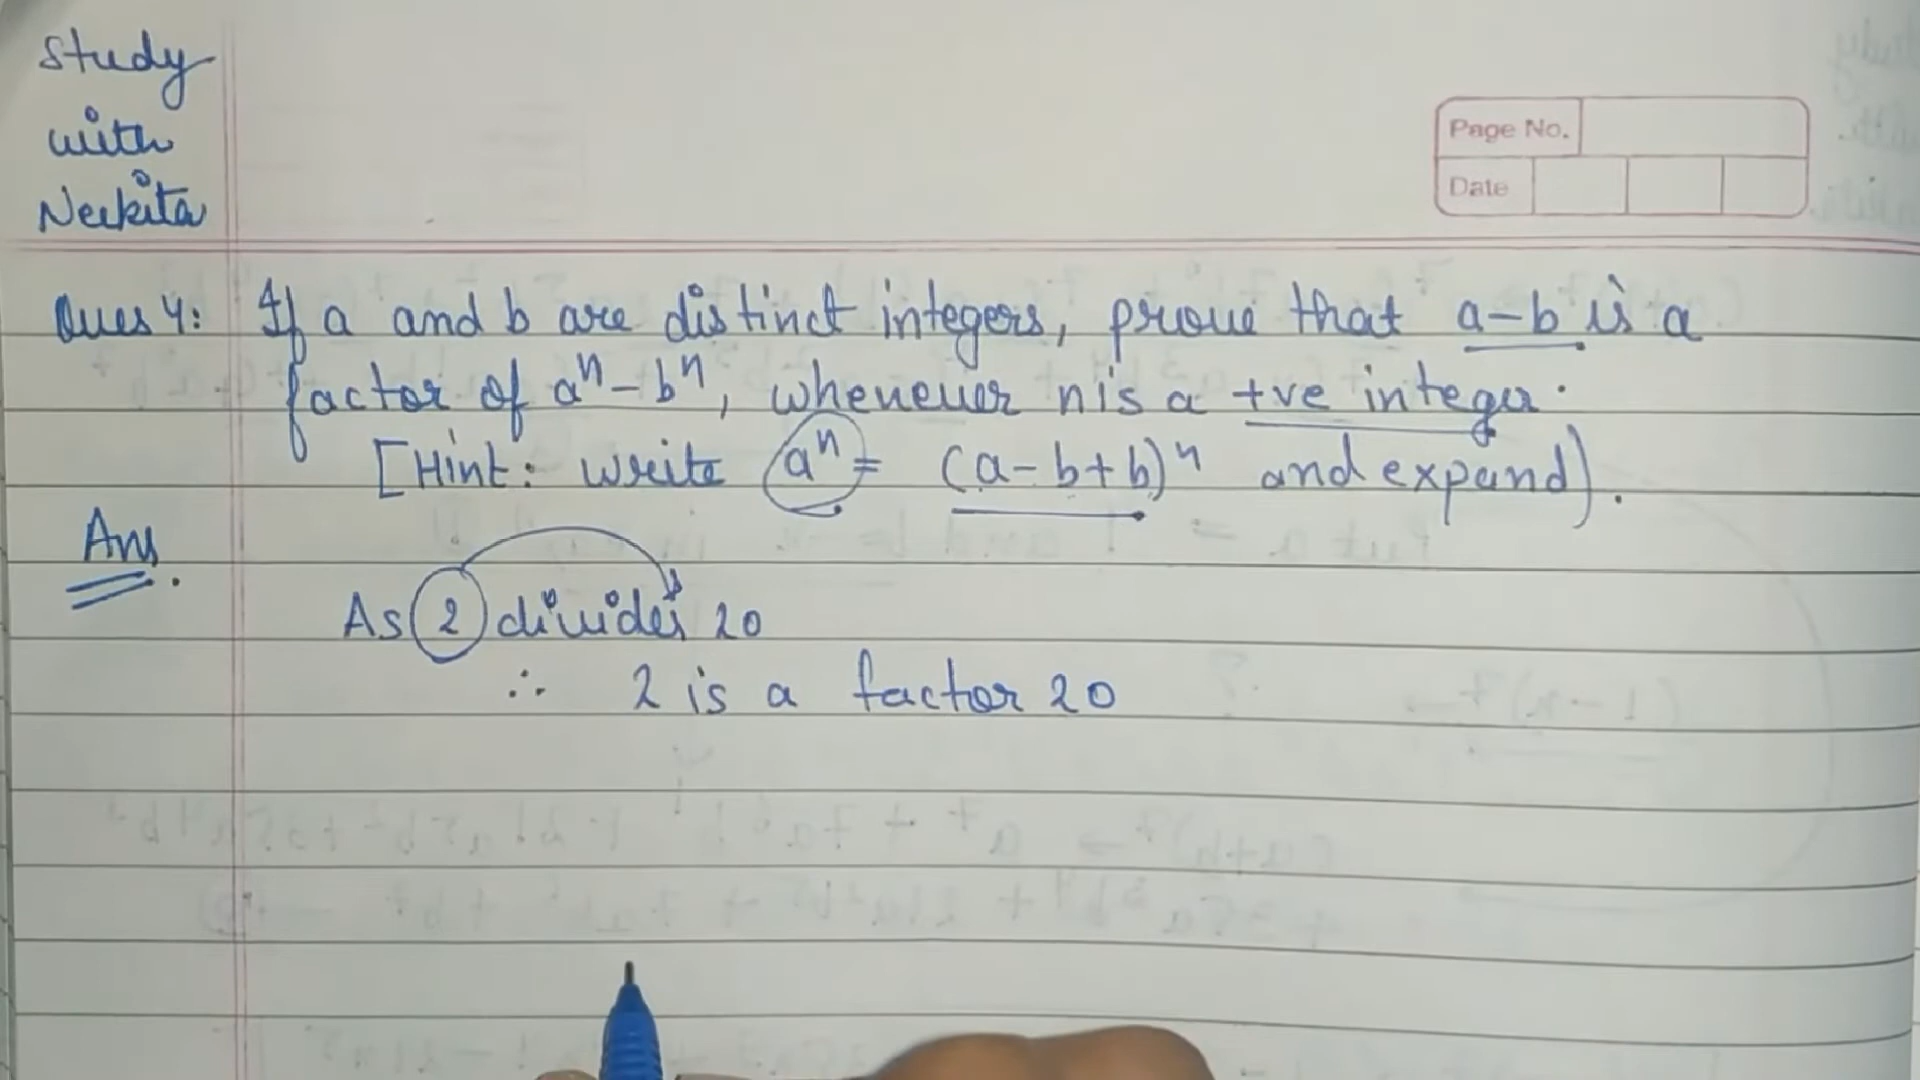 Study
with
Neekita
Page No.
Date
Ques 4: If a and b are distinct integers, prove that a-b is a
factor of aⁿ-bⁿ, whenever n is a +ve integer.
[Hint: write aⁿ = (a-b+b)ⁿ and expand).
Ans.
As 2 divides 20
∴ 2 is a factor 20